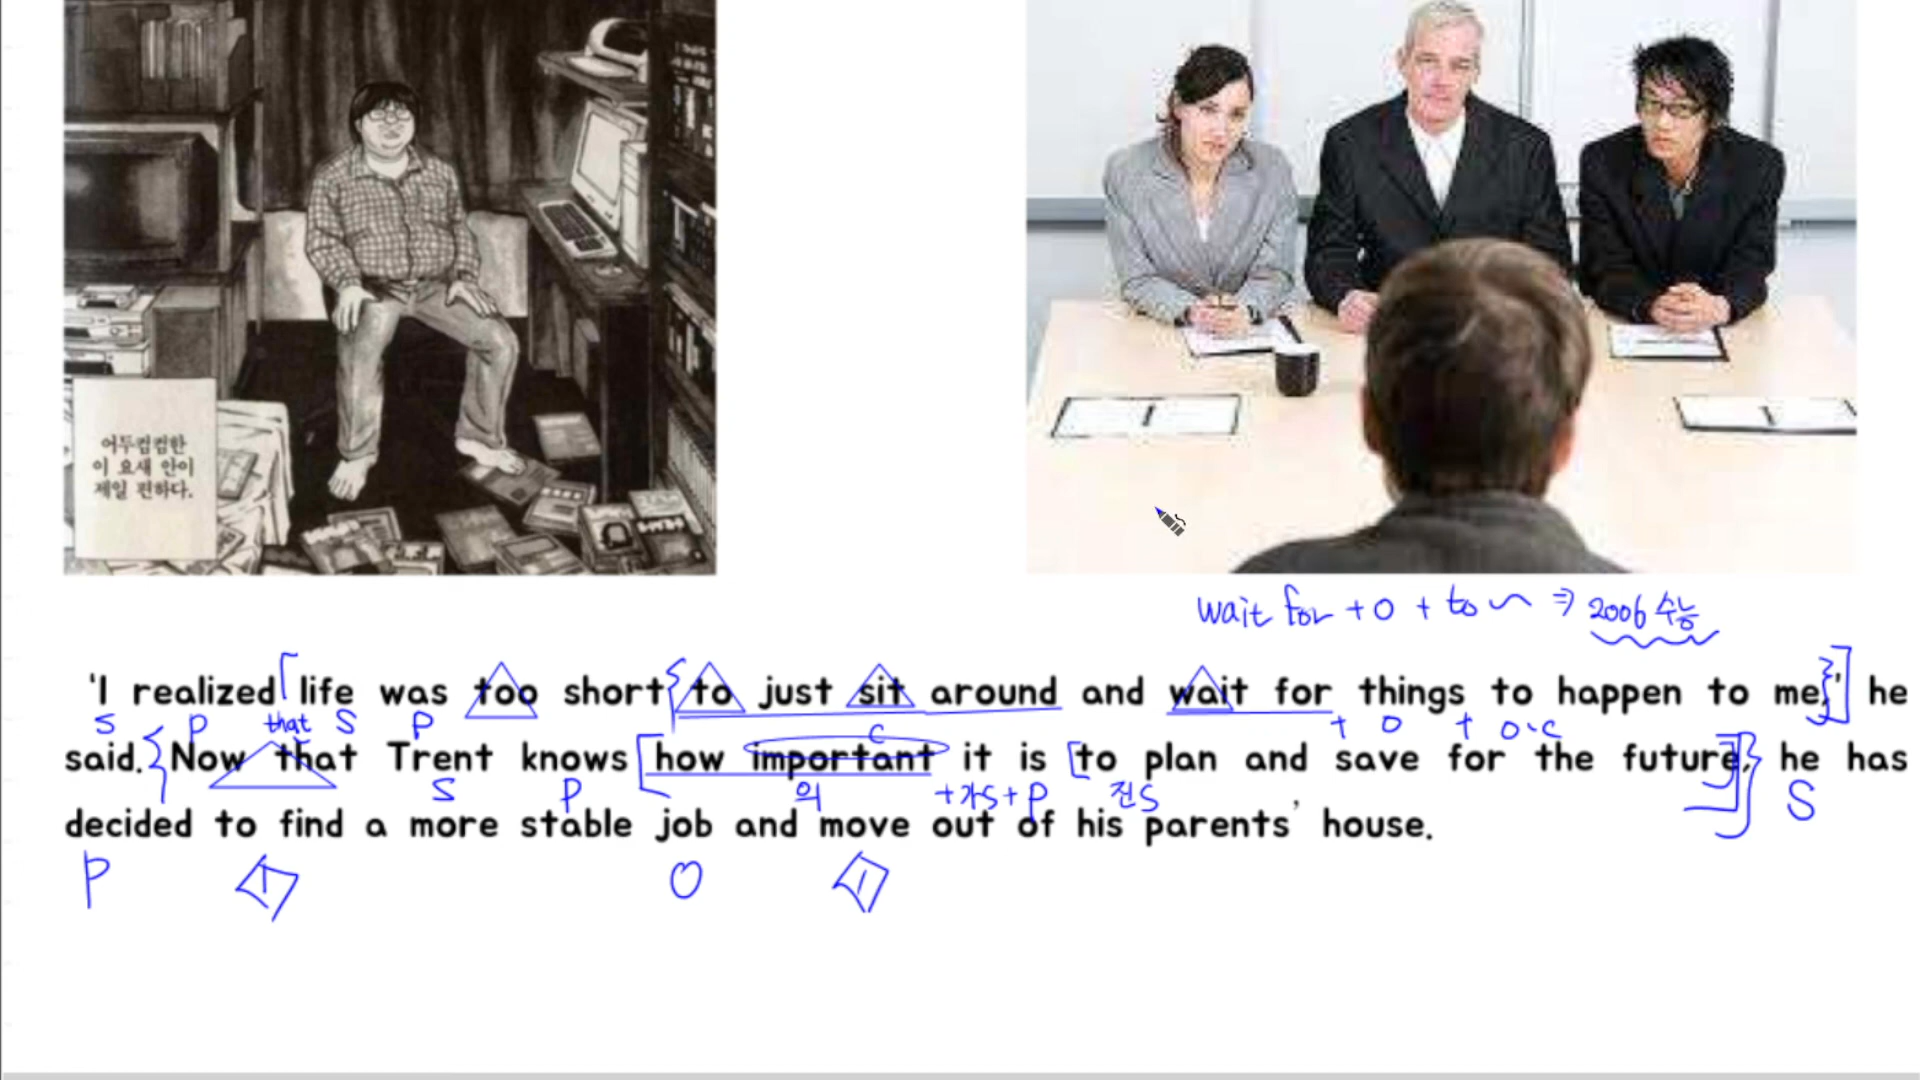 어두컴컴한
이 요새 안이
제일 편하다.
wait for + O + to ~ ⇒ 2006 수능
'I realized life was too short to just sit around and wait for things to happen to me,' he
S P that S P C + O + O·C
said. Now that Trent knows how important it is to plan and save for the future, he has
S P 의 +가S+P 진S S
decided to find a more stable job and move out of his parents' house.
P O